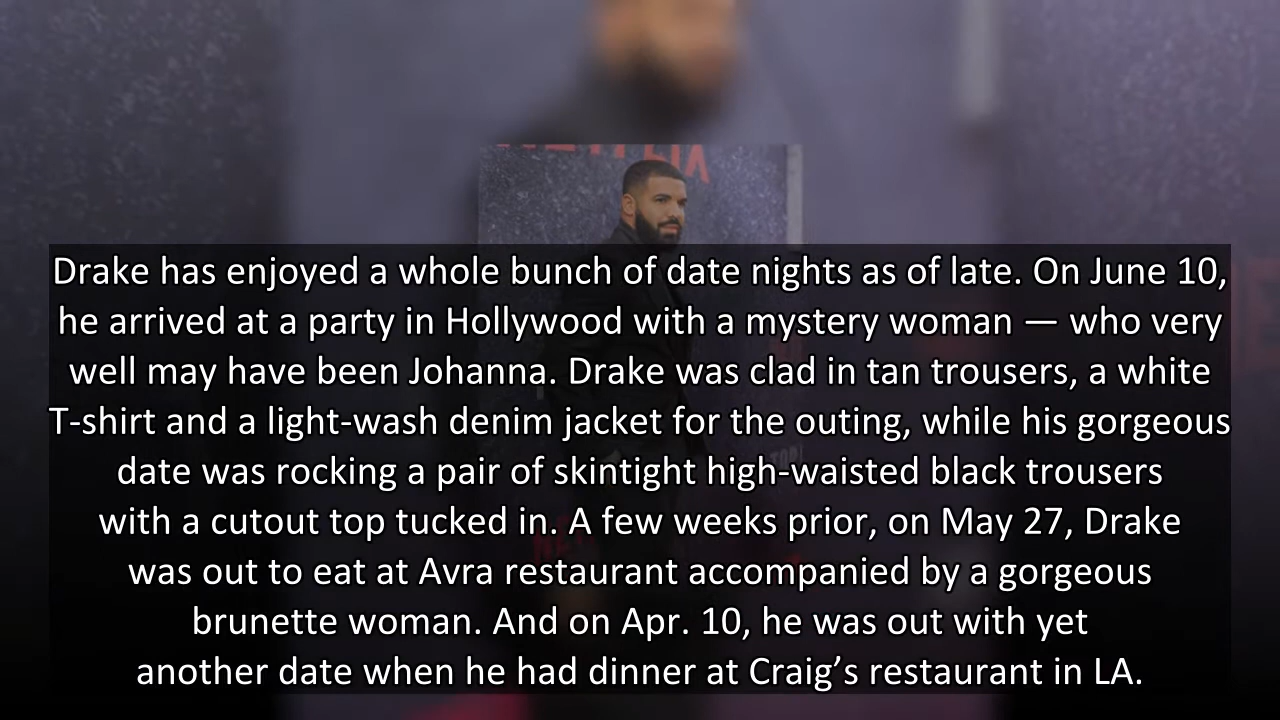 Drake has enjoyed a whole bunch of date nights as of late. On June 10,
he arrived at a party in Hollywood with a mystery woman — who very
well may have been Johanna. Drake was clad in tan trousers, a white
T-shirt and a light-wash denim jacket for the outing, while his gorgeous
date was rocking a pair of skintight high-waisted black trousers
with a cutout top tucked in. A few weeks prior, on May 27, Drake
was out to eat at Avra restaurant accompanied by a gorgeous
brunette woman. And on Apr. 10, he was out with yet
another date when he had dinner at Craig’s restaurant in LA.